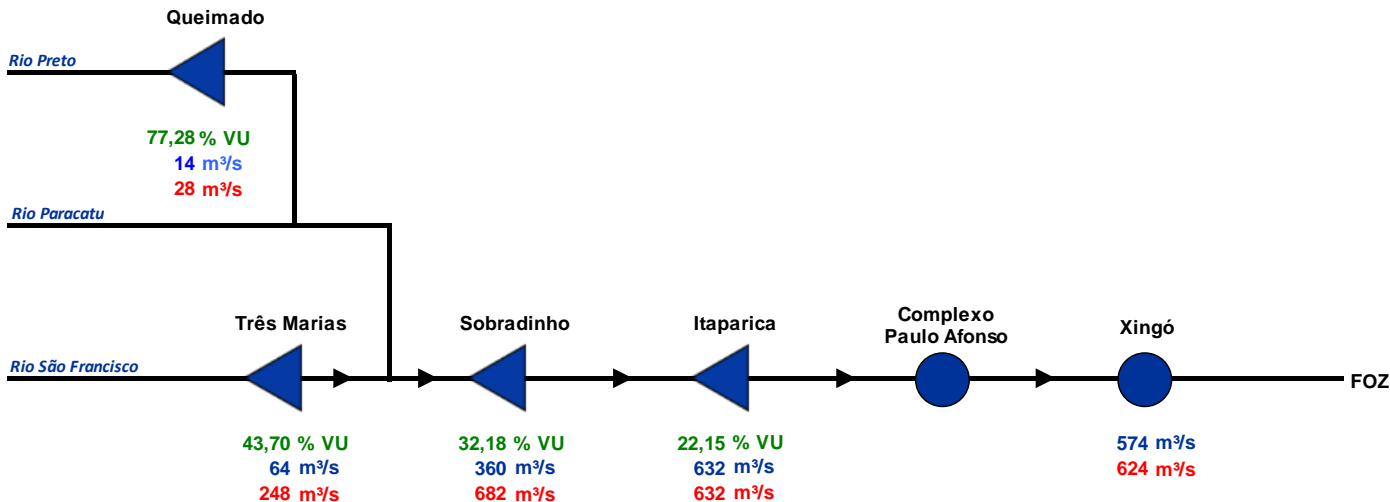 Queimado
Rio Preto
77,28 % VU
14 m³/s
28 m³/s
Rio Paracatu
Três Marias
Sobradinho
Itaparica
Complexo
Paulo Afonso
Xingó
Rio São Francisco
FOZ
43,70 % VU
64 m³/s
248 m³/s
32,18 % VU
360 m³/s
682 m³/s
22,15 % VU
632 m³/s
632 m³/s
574 m³/s
624 m³/s